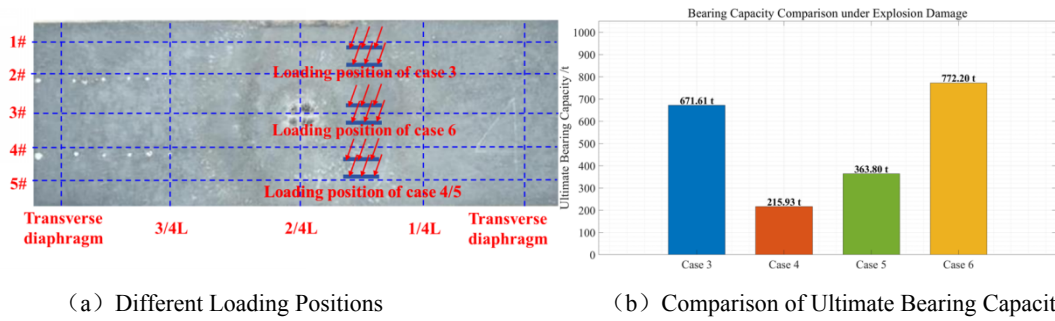 1#
2#
3#
4#
5#
Loading position of case 3
Loading position of case 6
Loading position of case 4/5
Transverse
diaphragm
3/4L
2/4L
1/4L
Transverse
diaphragm
(a) Different Loading Positions
Bearing Capacity Comparison under Explosion Damage
Ultimate Bearing Capacity /t
1000
900
800
700
600
500
400
300
200
100
0
671.61 t
215.93 t
363.80 t
772.20 t
Case 3
Case 4
Case 5
Case 6
(b) Comparison of Ultimate Bearing Capacit